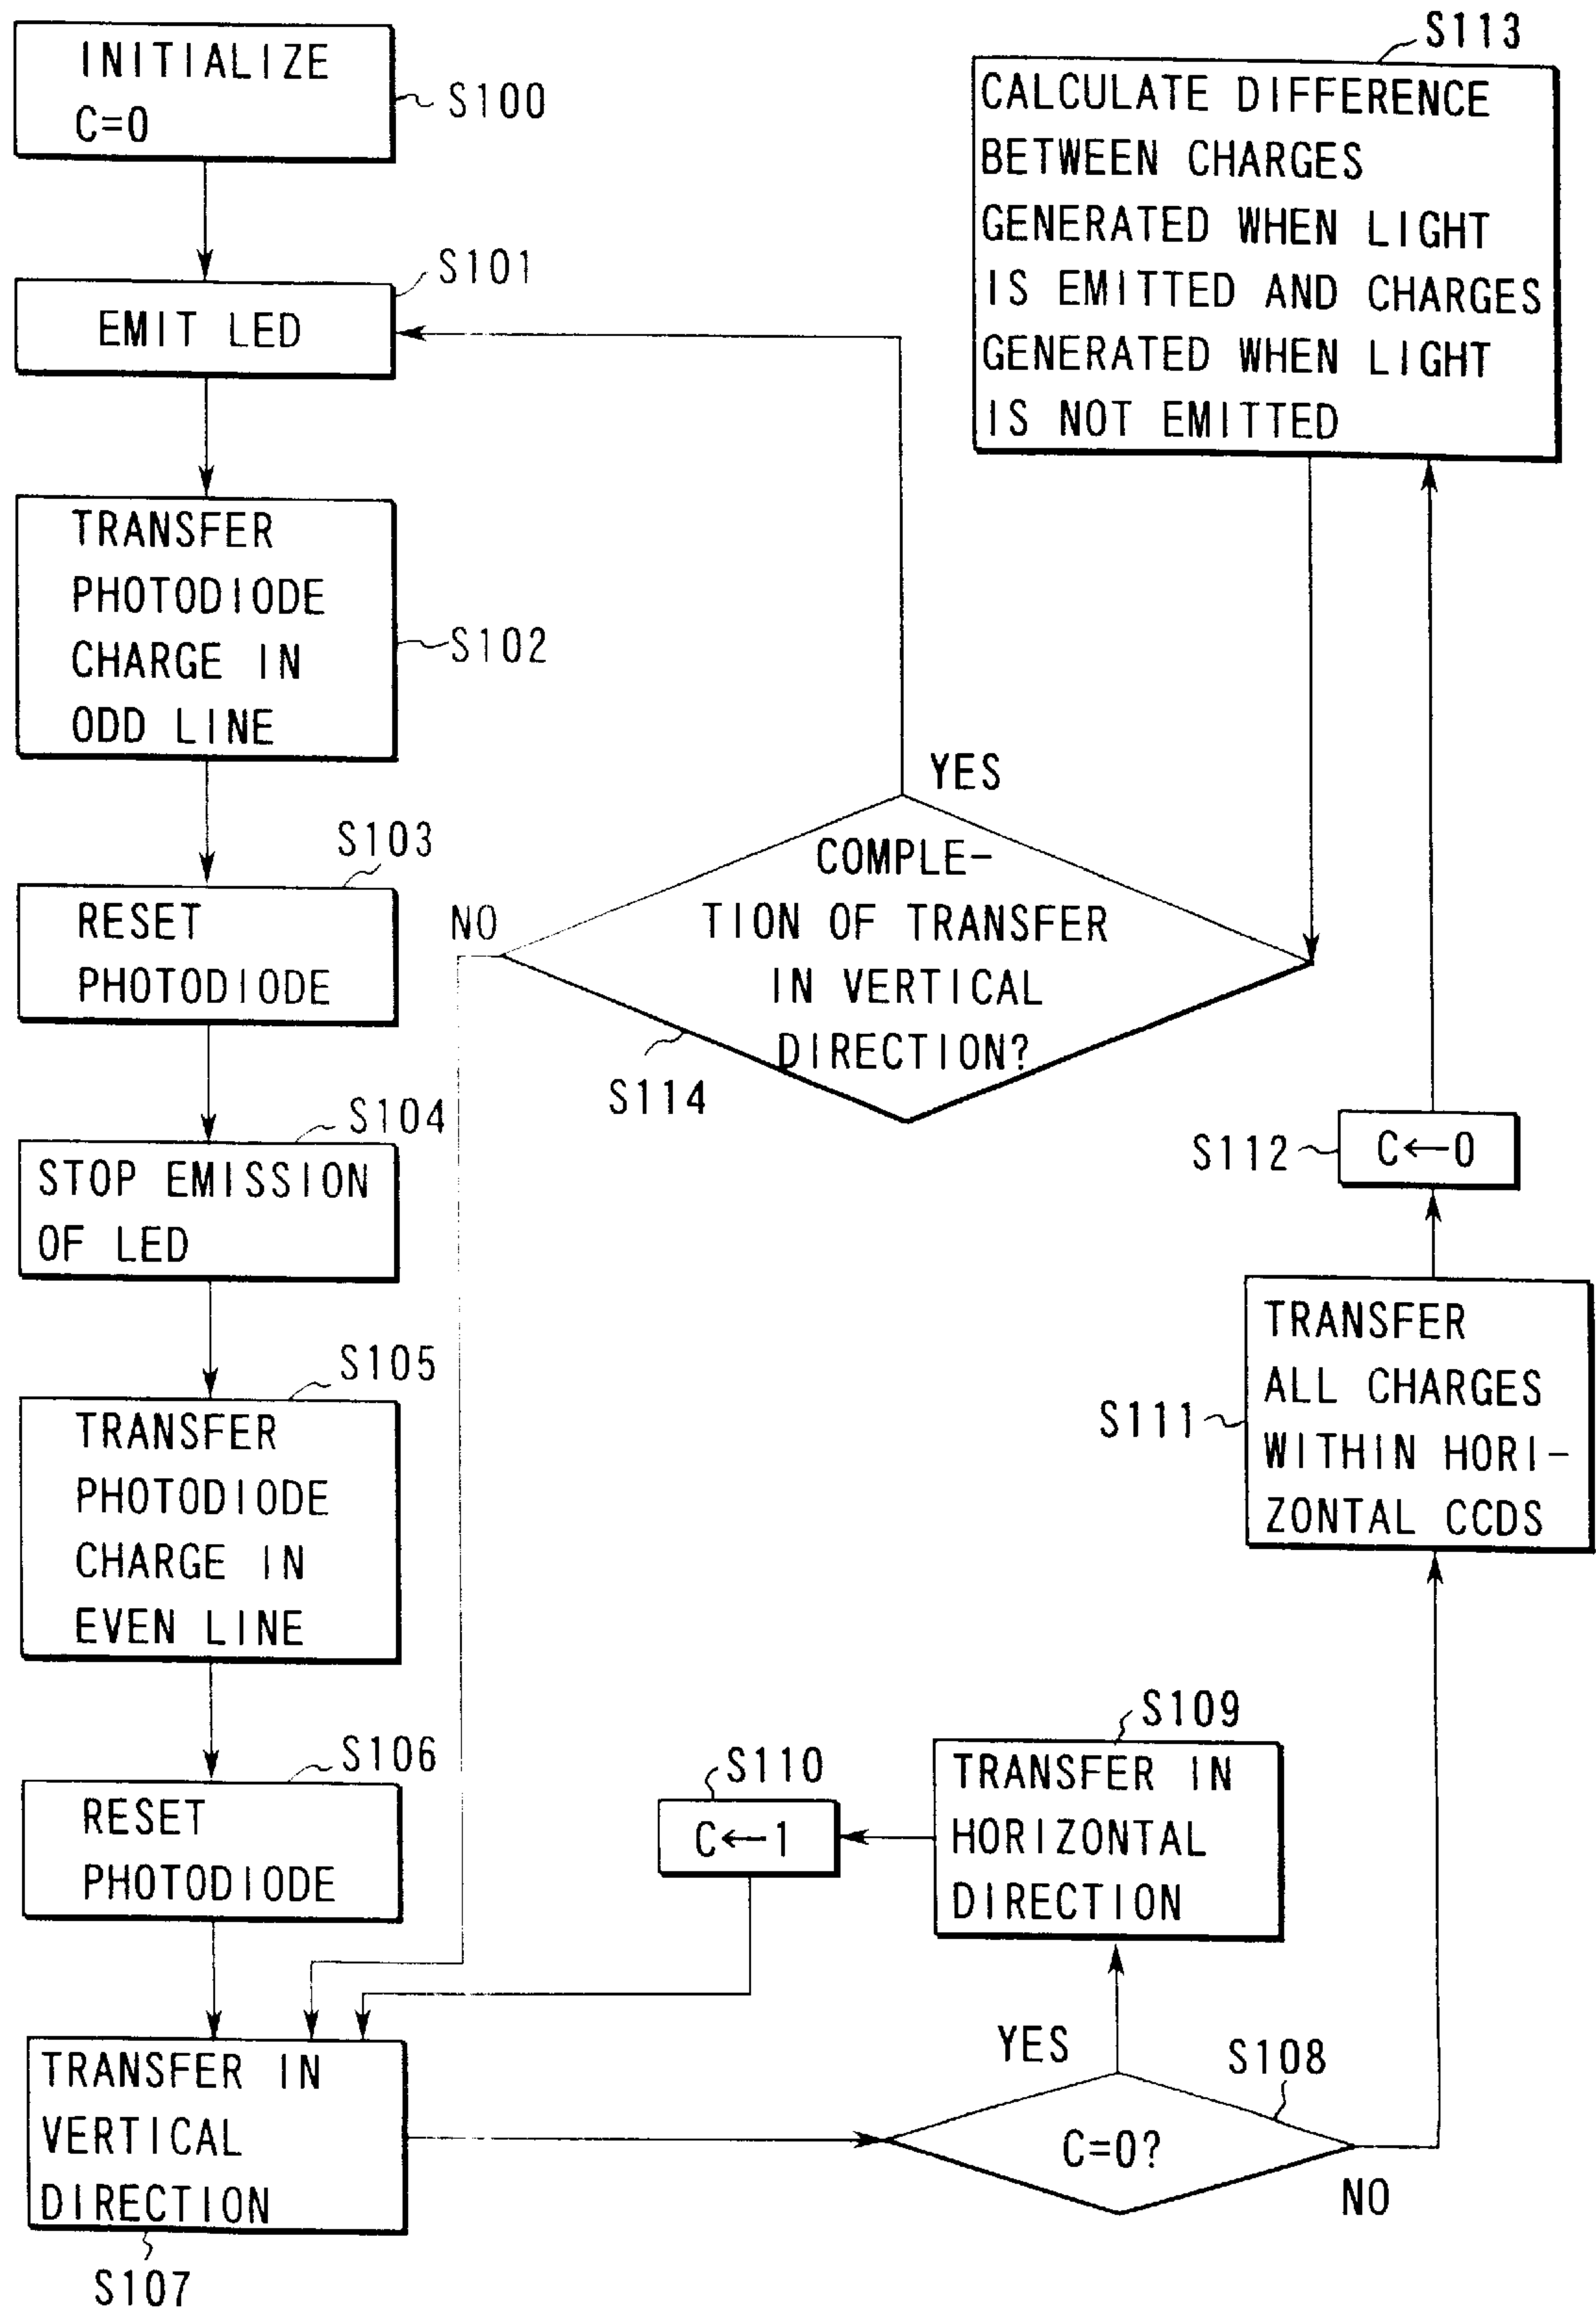 INITIALIZE
C=0
S100
S101
EMIT LED
TRANSFER
PHOTODIODE
CHARGE IN
ODD LINE
S102
S103
RESET
PHOTODIODE
S104
STOP EMISSION
OF LED
S105
TRANSFER
PHOTODIODE
CHARGE IN
EVEN LINE
S106
RESET
PHOTODIODE
TRANSFER IN
VERTICAL
DIRECTION
S107
S108
C=0?
YES
NO
S109
TRANSFER IN
HORIZONTAL
DIRECTION
S110
C←1
S111
TRANSFER
ALL CHARGES
WITHIN HORI-
ZONTAL CCDS
S112
C←0
S113
CALCULATE DIFFERENCE
BETWEEN CHARGES
GENERATED WHEN LIGHT
IS EMITTED AND CHARGES
GENERATED WHEN LIGHT
IS NOT EMITTED
YES
COMPLE-
TION OF TRANSFER
IN VERTICAL
DIRECTION?
NO
S114